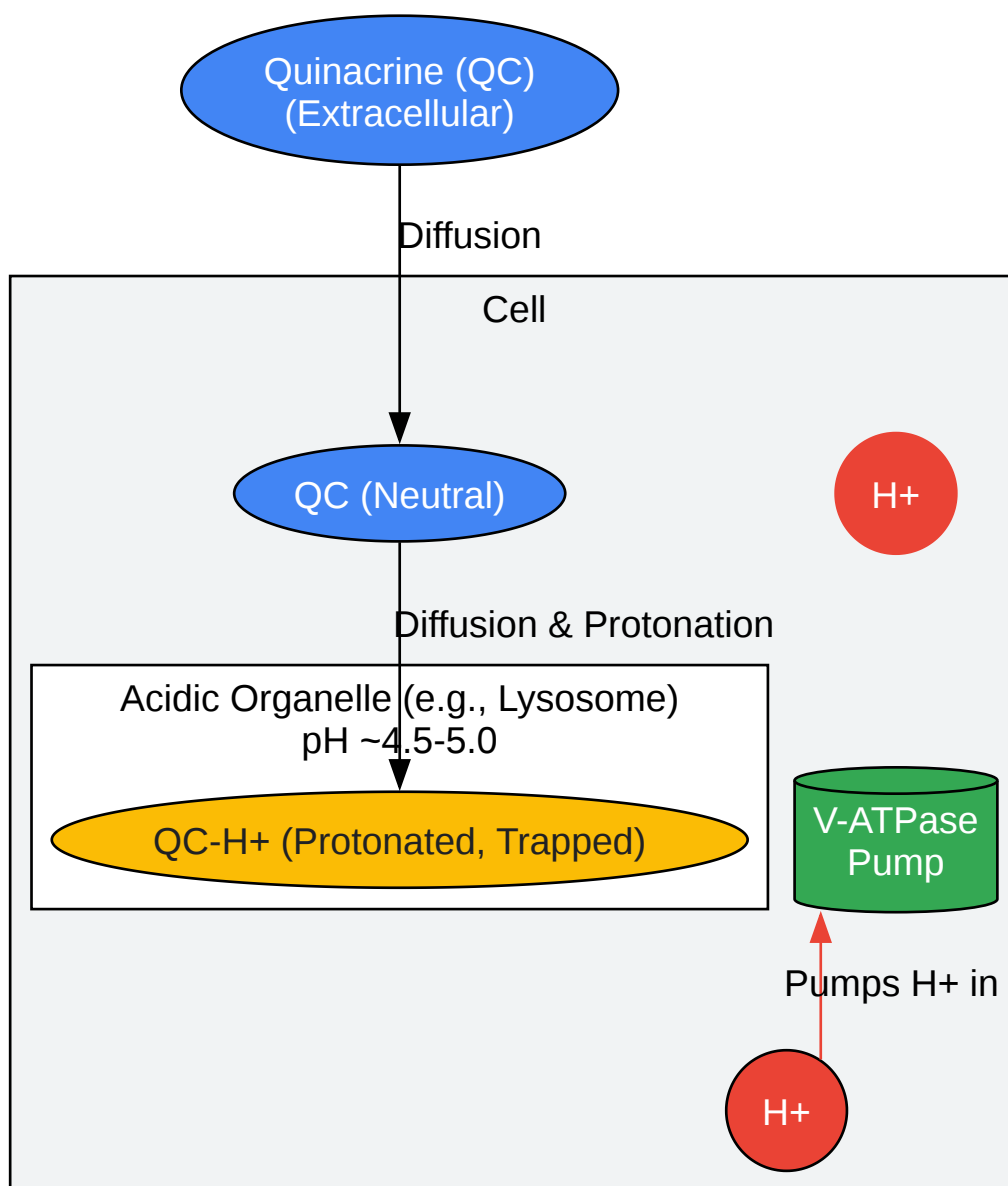 Quinacrine (QC)
(Extracellular)
Diffusion
Cell
QC (Neutral)
H+
Diffusion & Protonation
Acidic Organelle (e.g., Lysosome)
pH ~4.5-5.0
QC-H+ (Protonated, Trapped)
V-ATPase
Pump
Pumps H+ in
H+